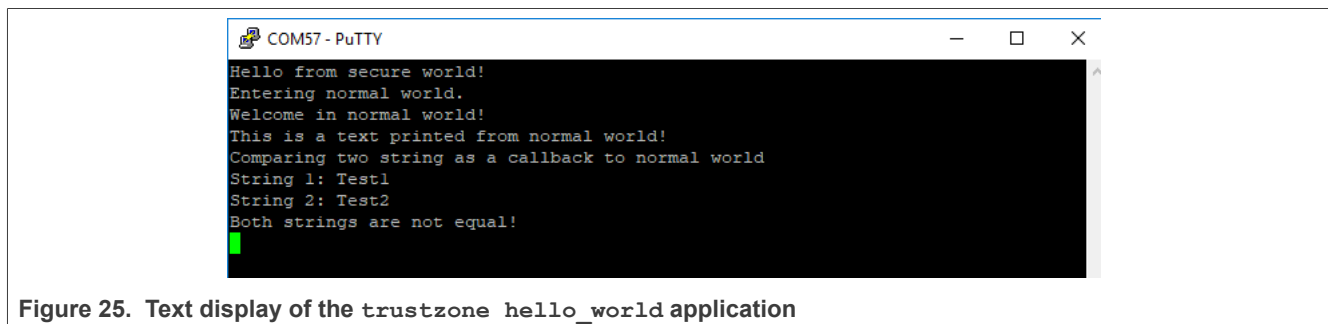 COM57 - PuTTY
Hello from secure world!
Entering normal world.
Welcome in normal world!
This is a text printed from normal world!
Comparing two string as a callback to normal world
String 1: Test1
String 2: Test2
Both strings are not equal!
Figure 25. Text display of the trustzone hello_world application